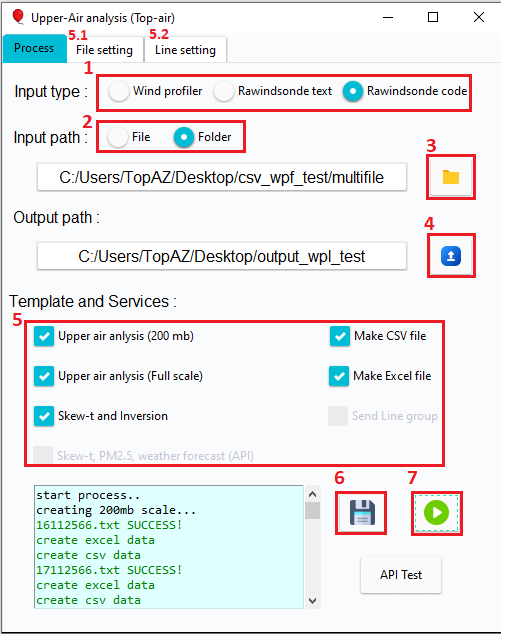 Upper-Air analysis (Top-air)
5.1 5.2
Process File setting Line setting
1
Input type : Wind profiler Rawindsonde text Rawindsonde code
2
Input path : File Folder
3
C:/Users/TopAZ/Desktop/csv_wpf_test/multifile
Output path :
4
C:/Users/TopAZ/Desktop/output_wpl_test
Template and Services :
5
Upper air anlysis (200 mb) Make CSV file
Upper air anlysis (Full scale) Make Excel file
Skew-t and Inversion Send Line group
Skew-t, PM2.5, weather forecast (API)
6 7
start process..
creating 200mb scale...
16112566.txt SUCCESS!
create excel data
create csv data
17112566.txt SUCCESS!
create excel data
create csv data
API Test